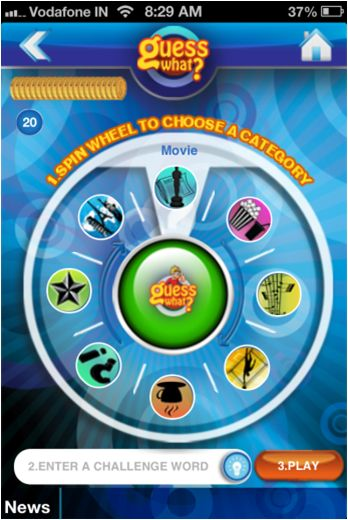 Vodafone IN 8:29 AM 37%
guess
what?
20
1.SPIN WHEEL TO CHOOSE A CATEGORY
Movie
guess
what?
2.ENTER A CHALLENGE WORD
3.PLAY
News